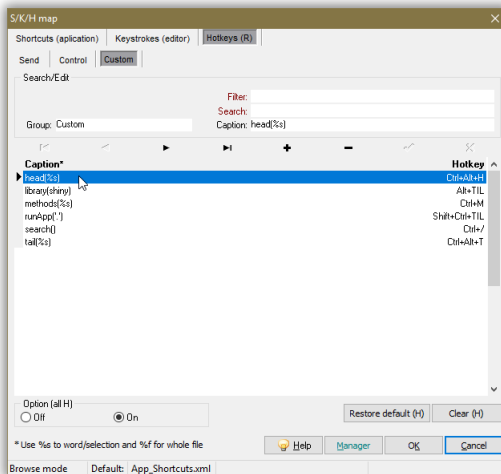 S/K/H map
Shortcuts (aplication) Keystrokes (editor) Hotkeys (R)
Send Control Custom
Search/Edit
Filter:
Search:
Group: Custom Caption: head(%s)
Caption* Hotkey
head(%s) Ctrl+Alt+H
library(shiny) Alt+TIL
methods(%s) Ctrl+M
runApp('.') Shift+Ctrl+TIL
search() Ctrl+/
tail(%s) Ctrl+Alt+T
Option (all H)
Off On Restore default (H) Clear (H)
* Use %s to word/selection and %f for whole file Help Manager OK Cancel
Browse mode Default: App_Shortcuts.xml